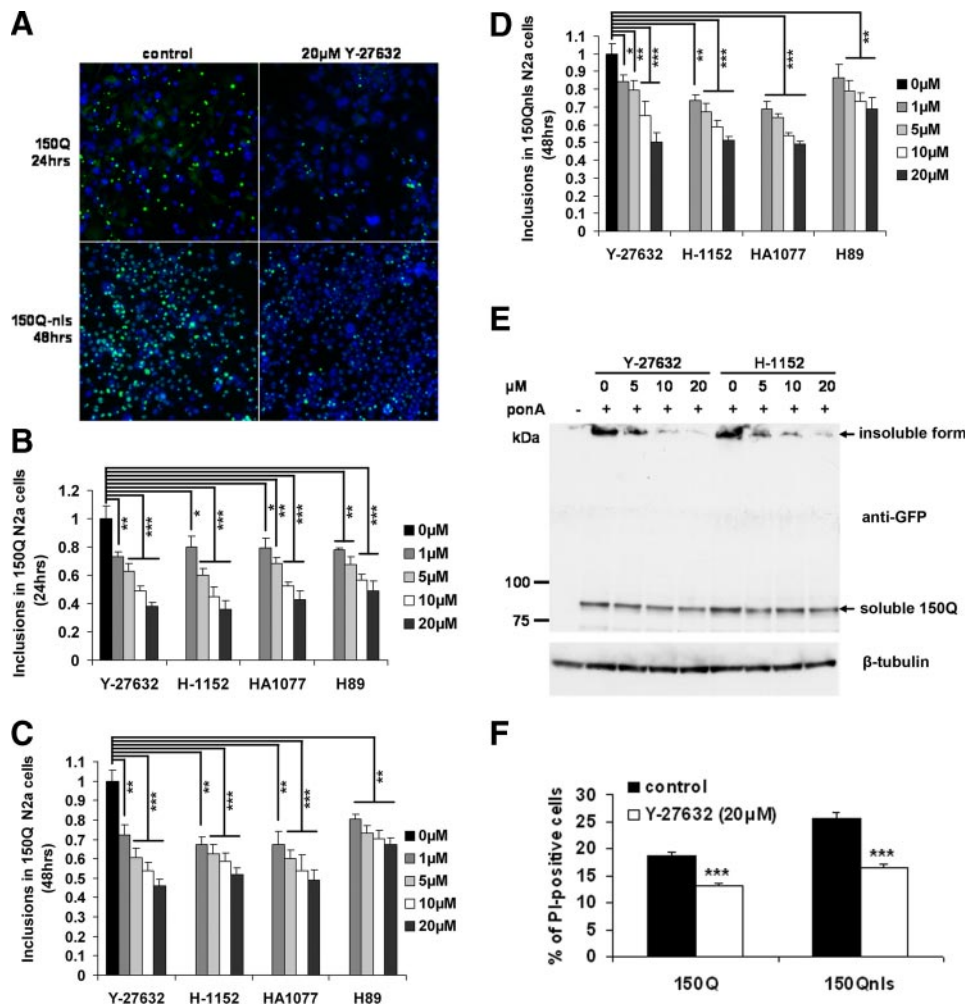 A
control
20µM Y-27632
150Q
24hrs
150Q-nls
48hrs
B
Inclusions in 150Q N2a cells
(24hrs)
1.2
1
0.8
0.6
0.4
0.2
0
**
***
*
***
*
**
***
**
***
0µM
1µM
5µM
10µM
20µM
Y-27632
H-1152
HA1077
H89
C
Inclusions in 150Q N2a cells
(48hrs)
1
0.9
0.8
0.7
0.6
0.5
0.4
0.3
0.2
0.1
0
**
***
**
***
**
***
**
0µM
1µM
5µM
10µM
20µM
Y-27632
H-1152
HA1077
H89
D
Inclusions in 150Qnls N2a cells
(48hrs)
1
0.9
0.8
0.7
0.6
0.5
0.4
0.3
0.2
0.1
0
*
**
***
**
***
***
**
0µM
1µM
5µM
10µM
20µM
Y-27632
H-1152
HA1077
H89
E
Y-27632
H-1152
µM
0 5 10 20 0 5 10 20
ponA
- + + + + + + + +
kDa
insoluble form
anti-GFP
100
75
soluble 150Q
β-tubulin
F
% of PI-positive cells
30
25
20
15
10
5
0
control
Y-27632 (20µM)
***
***
150Q
150Qnls